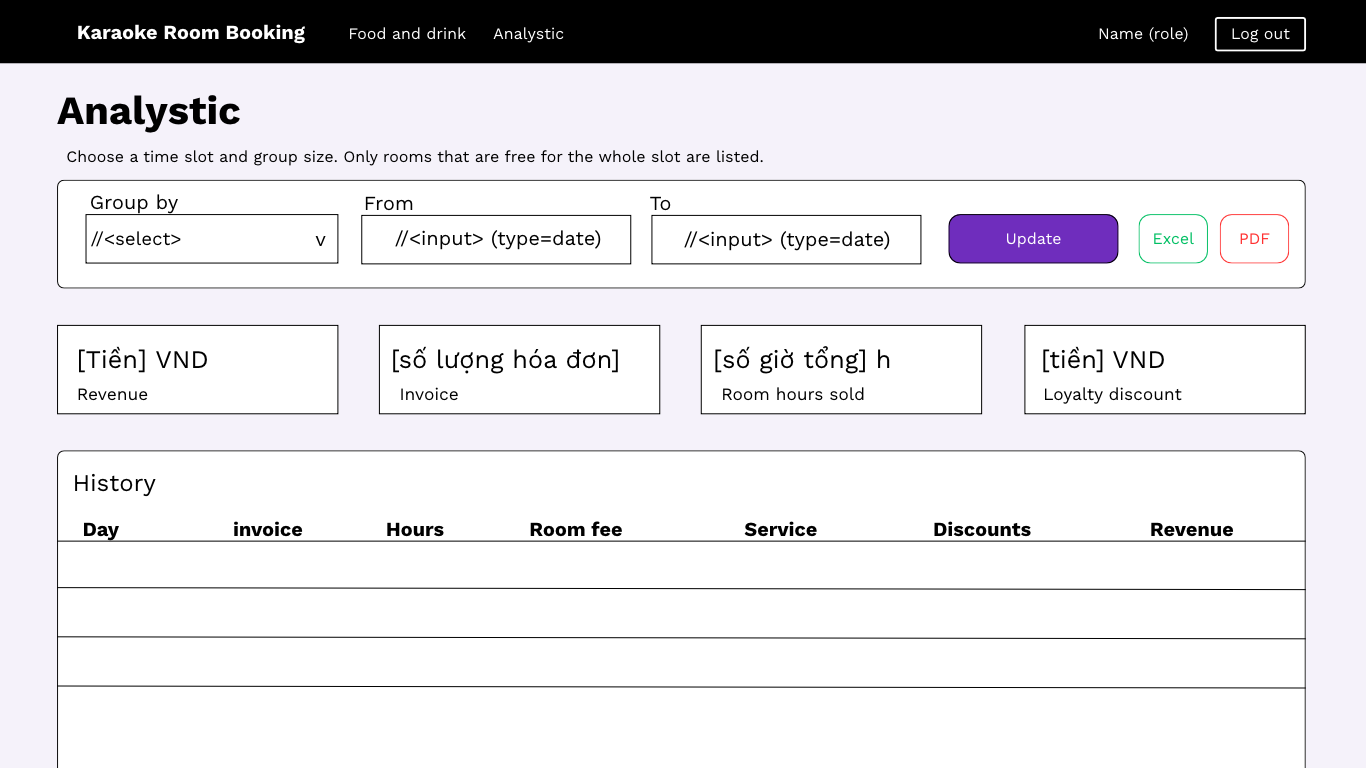 Karaoke Room Booking Food and drink Analystic Name (role) Log out
Analystic
Choose a time slot and group size. Only rooms that are free for the whole slot are listed.
Group by From To
//<select> v //<input> (type=date) //<input> (type=date) Update Excel PDF
[Tiền] VND [số lượng hóa đơn] [số giờ tổng] h [tiền] VND
Revenue Invoice Room hours sold Loyalty discount
History
Day invoice Hours Room fee Service Discounts Revenue